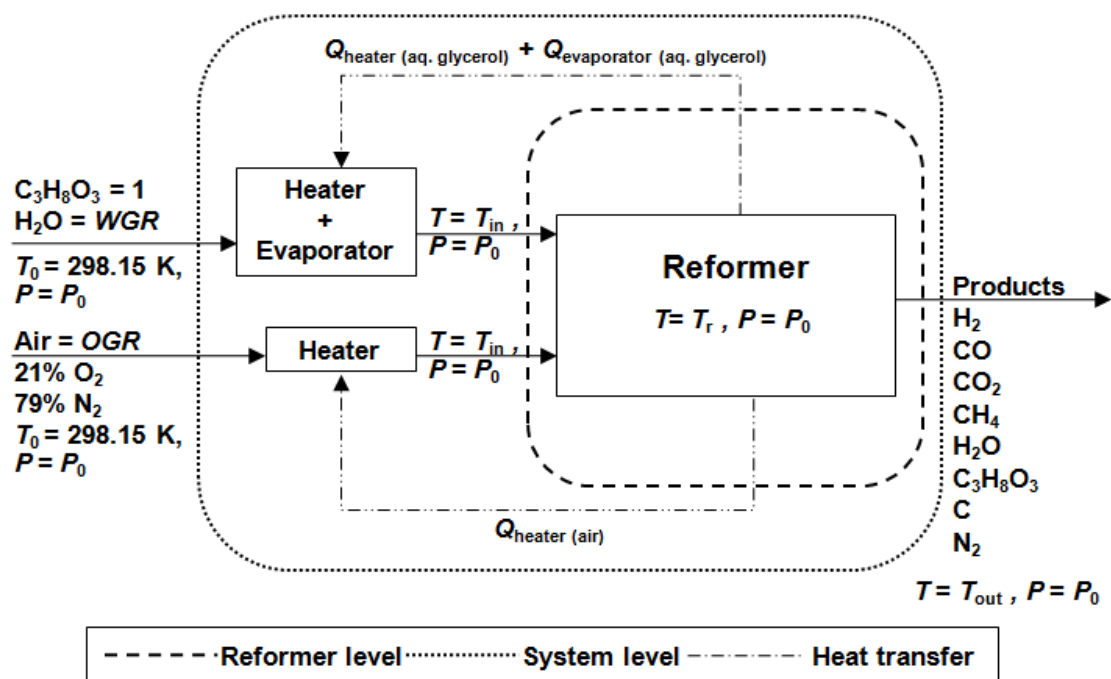 Qheater (aq. glycerol) + Qevaporator (aq. glycerol)
C3H8O3 = 1
H2O = WGR
T0 = 298.15 K,
P = P0
Heater
+
Evaporator
T = Tin ,
P = P0
Air = OGR
21% O2
79% N2
T0 = 298.15 K,
P = P0
Heater
T = Tin ,
P = P0
Reformer
T= Tr , P = P0
Qheater (air)
Products
H2
CO
CO2
CH4
H2O
C3H8O3
C
N2
T = Tout , P = P0
Reformer level
System level
Heat transfer